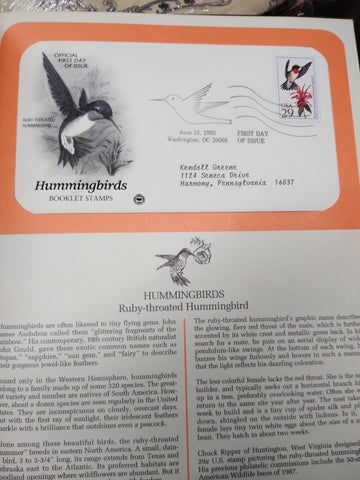 OFFICIAL
FIRST DAY
OF ISSUE
RUBY-THROATED
HUMMINGBIRD
Hummingbirds
BOOKLET STAMPS
June 15, 1992
Washington, DC 20066
FIRST DAY
OF ISSUE
USA
29
Kendall Greene
1124 Seneca Drive
Harmony, Pennsylvania 16037
HUMMINGBIRDS
Ruby-throated Hummingbird
Hummingbirds are often likened to tiny flying gems. John
James Audubon called them "glittering fragments of the
rainbow." His contemporary, 19th century British naturalist
John Gould, gave them exotic common names such as
"topaz," "sapphire," "sun gem," and "fairy" to describe
their gorgeous jewel-like feathers.
Found only in the Western Hemisphere, hummingbirds
belong to a family made up of some 320 species. The great-
est variety and number are natives of South America. How-
ever, about a dozen species are seen regularly in the United
States. They are inconspicuous on cloudy, overcast days.
But with the first ray of sunlight, their iridescent feathers
sparkle with a brilliance that outshines even a peacock.
Alone among these beautiful birds, the ruby-throated
"hummer" breeds in eastern North America. A small, dain-
ty bird, 3 to 3-3/4" long, its range extends from Texas and
Nebraska east to the Atlantic. Its preferred habitats are
woodland openings where wildflowers are abundant. But it
The ruby-throated hummingbird's graphic name describes
the glowing, fiery red throat of the male, which is further
accented by its white crest and metallic green back. In his
search for a mate, he puts on an aerial display of wide
pendulum-like swings. At the bottom of each swing, he
buzzes his wings furiously and hovers in such a manner
that the light reflects his dazzling coloration.
The less colorful female lacks the red throat. She is the nest
builder, and typically seeks out a horizontal branch high
up in a tree, preferably overlooking water. Often she will
return to the same site year after year. The nest takes
week to build and is a tiny cup of spider silk and plant
down, shingled on the outside with lichens. In it, the
female lays tiny twin white eggs about the size of a navy
bean. They hatch in about two weeks.
Chuck Ripper of Huntington, West Virginia designed the
29¢ U.S. stamp picturing the ruby-throated hummingbird.
His previous philatelic commissions include the 50-stamp
American Wildlife issue of 1987.